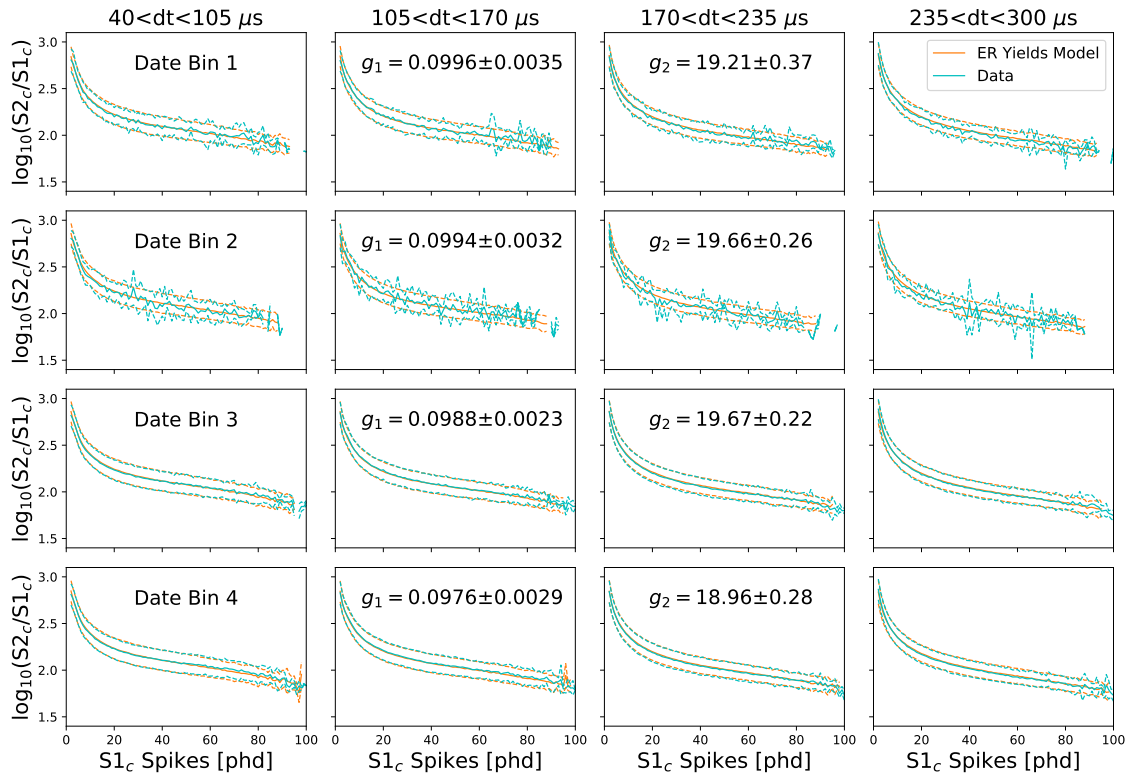 40<dt<105 μs 105<dt<170 μs 170<dt<235 μs 235<dt<300 μs
log₁₀(S2c/S1c)
3.0
2.5
2.0
1.5
Date Bin 1
g₁ = 0.0996±0.0035
g₂ = 19.21±0.37
ER Yields Model
Data
log₁₀(S2c/S1c)
3.0
2.5
2.0
1.5
Date Bin 2
g₁ = 0.0994±0.0032
g₂ = 19.66±0.26
log₁₀(S2c/S1c)
3.0
2.5
2.0
1.5
Date Bin 3
g₁ = 0.0988±0.0023
g₂ = 19.67±0.22
log₁₀(S2c/S1c)
3.0
2.5
2.0
1.5
Date Bin 4
g₁ = 0.0976±0.0029
g₂ = 18.96±0.28
0 20 40 60 80 100 0 20 40 60 80 100 0 20 40 60 80 100 0 20 40 60 80 100
S1c Spikes [phd] S1c Spikes [phd] S1c Spikes [phd] S1c Spikes [phd]